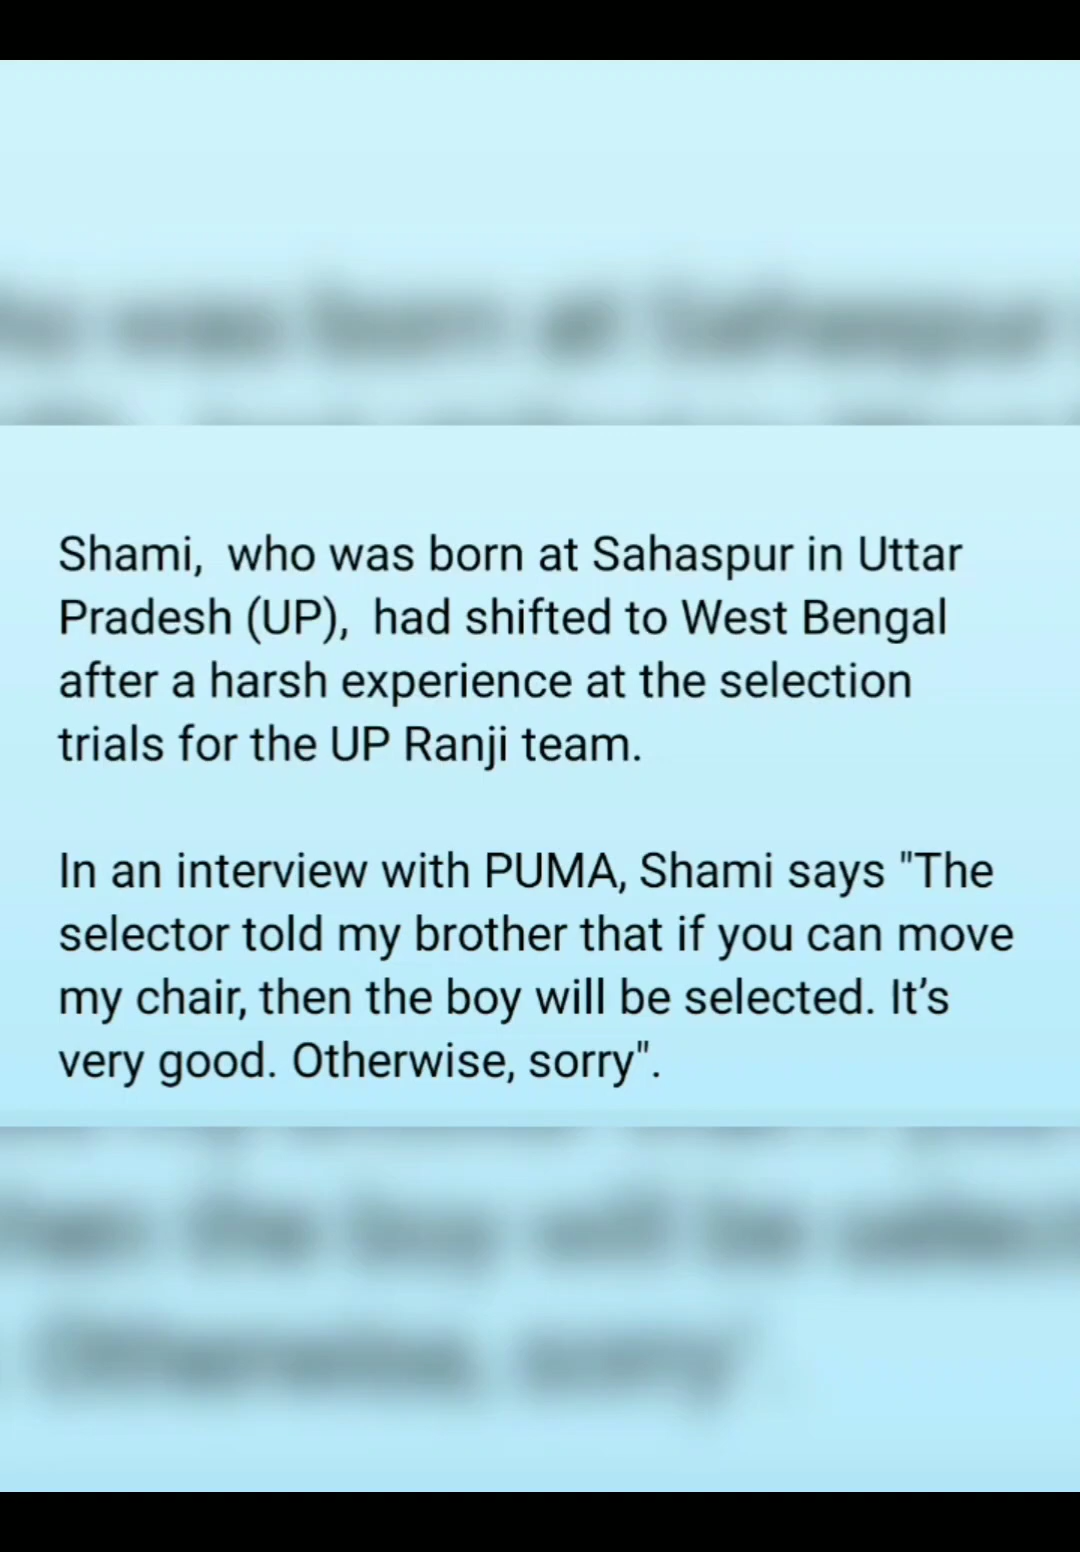 Shami,  who was born at Sahaspur in Uttar
Pradesh (UP),  had shifted to West Bengal
after a harsh experience at the selection
trials for the UP Ranji team.
In an interview with PUMA, Shami says "The
selector told my brother that if you can move
my chair, then the boy will be selected. It’s
very good. Otherwise, sorry".